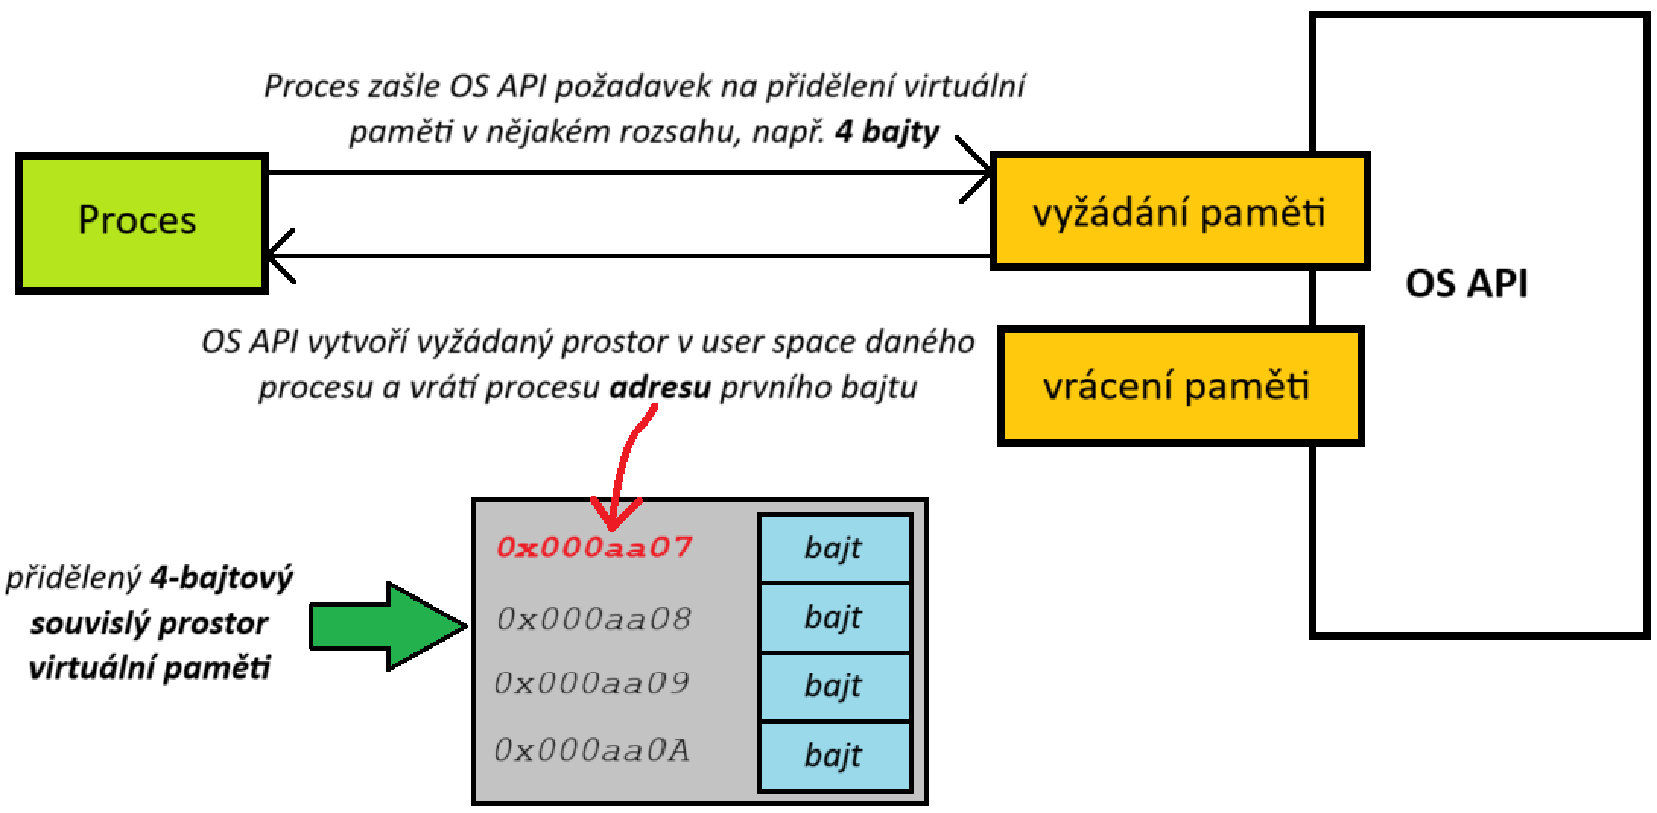 Proces zašle OS API požadavek na přidělení virtuální
paměti v nějakém rozsahu, např. 4 bajty
Proces
vyžádání paměti
OS API
OS API vytvoří vyžádaný prostor v user space daného
procesu a vrátí procesu adresu prvního bajtu
vrácení paměti
přidělený 4-bajtový
souvislý prostor
virtuální paměti
0x000aa07 bajt
0x000aa08 bajt
0x000aa09 bajt
0x000aa0A bajt